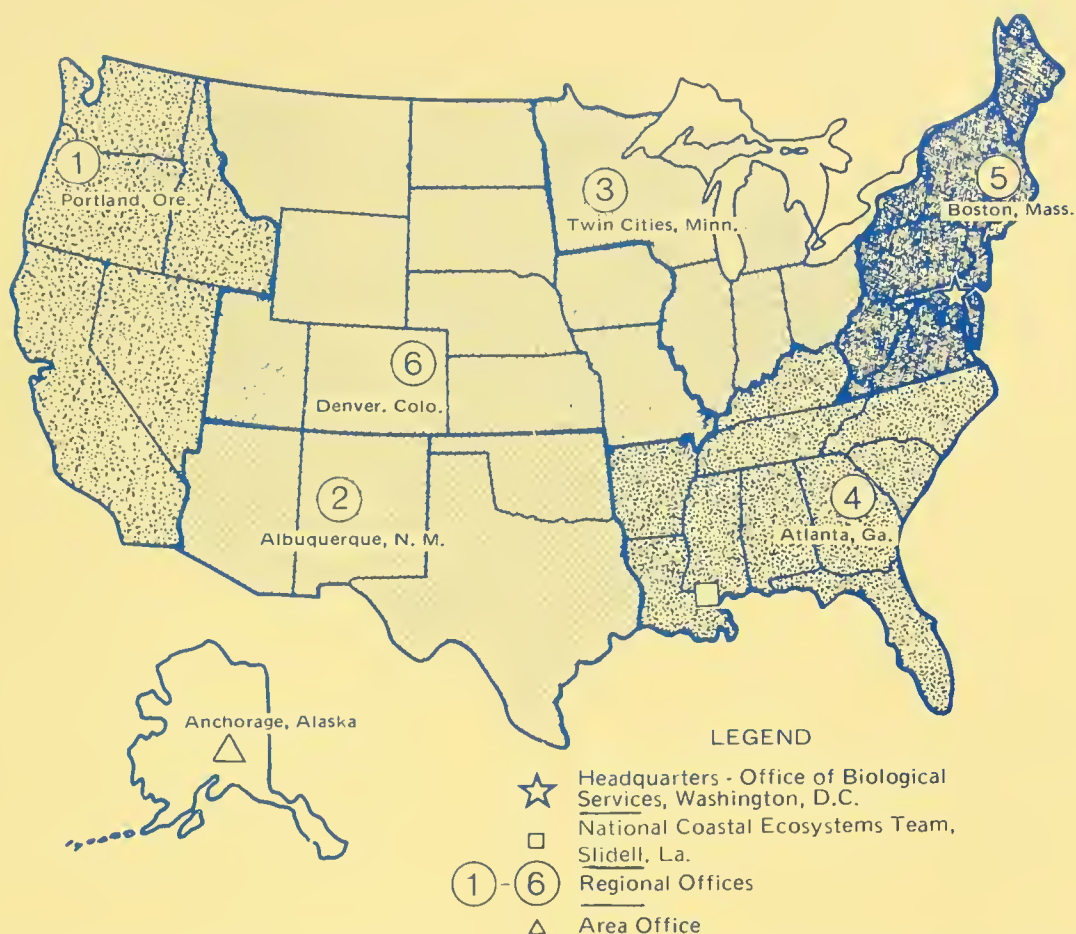 1
Portland, Ore.
3
Twin Cities, Minn.
5
Boston, Mass.
6
Denver, Colo.
2
Albuquerque, N. M.
4
Atlanta, Ga.
Anchorage, Alaska
LEGEND
Headquarters - Office of Biological
Services, Washington, D.C.
National Coastal Ecosystems Team,
Slidell, La.
1 - 6 Regional Offices
Area Office